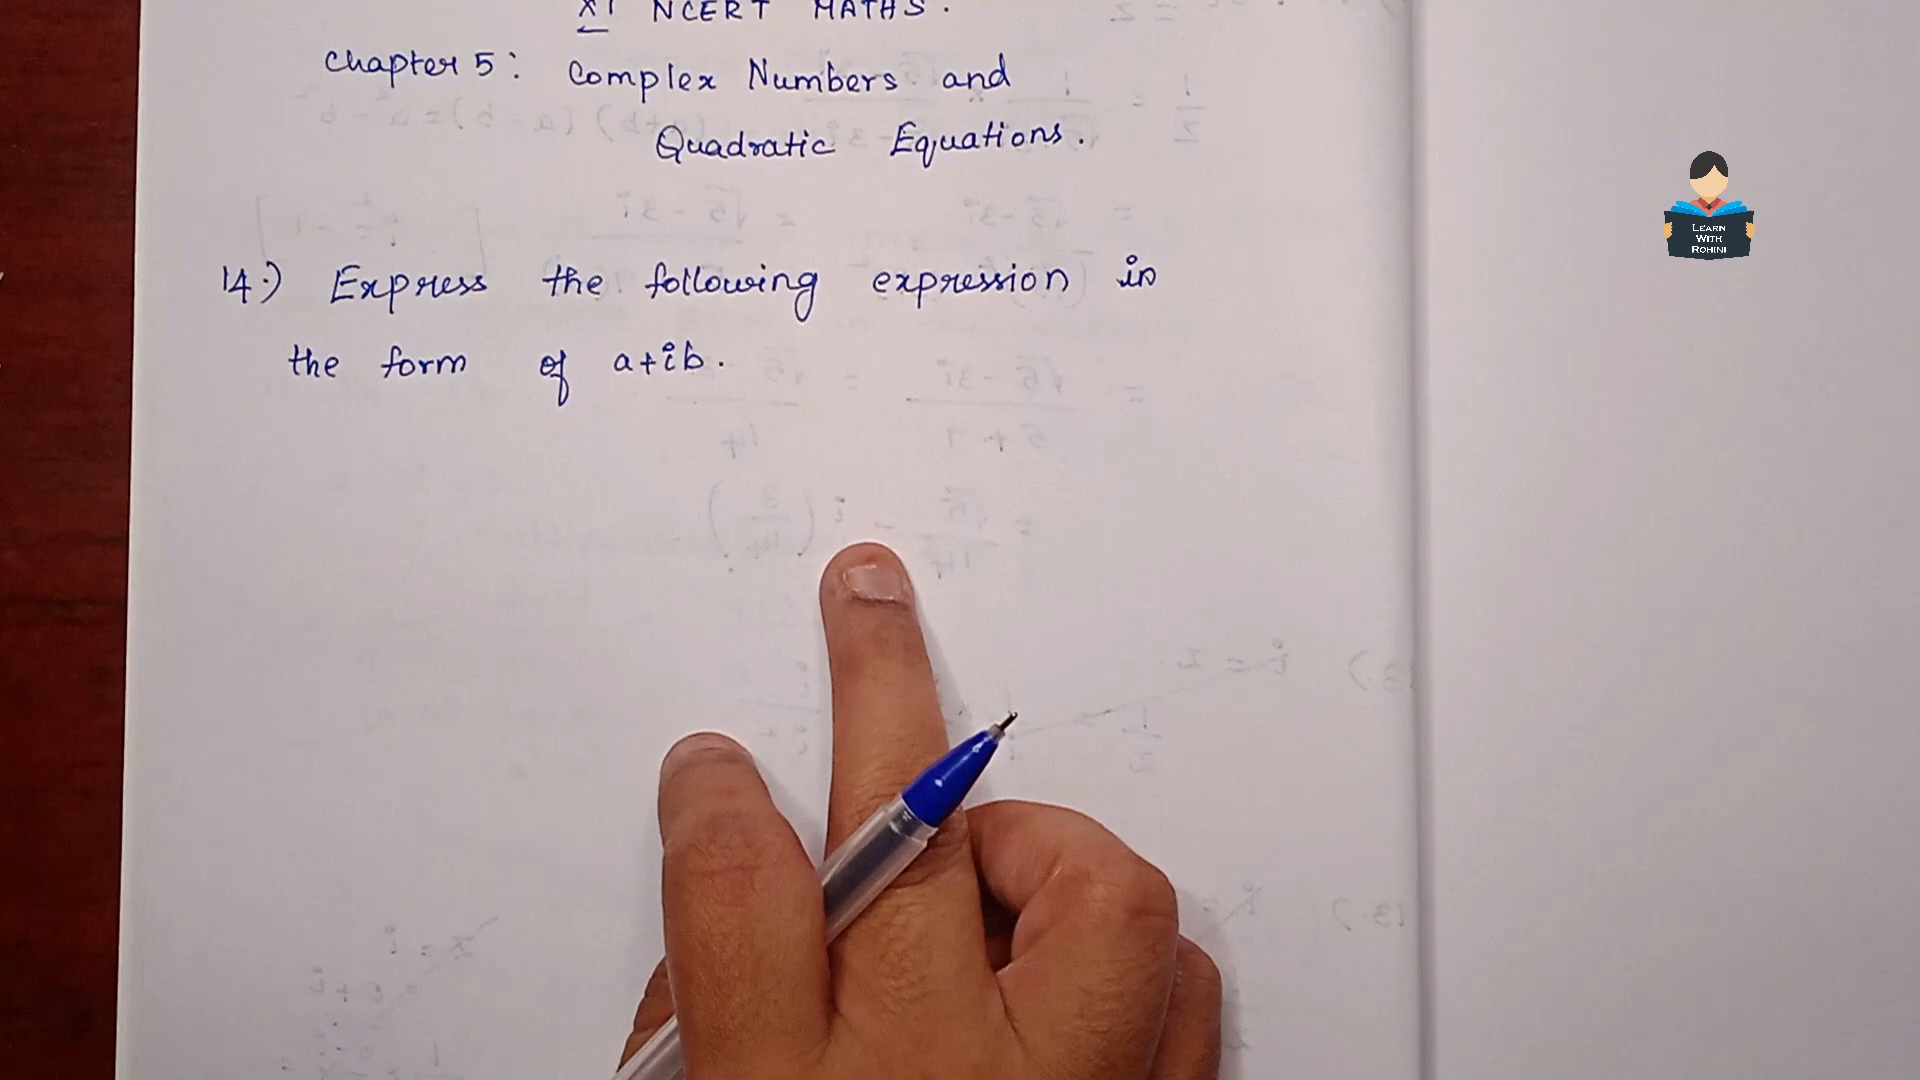 XI NCERT MATHS.
Chapter 5: Complex Numbers and
Quadratic Equations.
14.) Express the following expression in
the form of a+ib.
LEARN
WITH
ROHINI